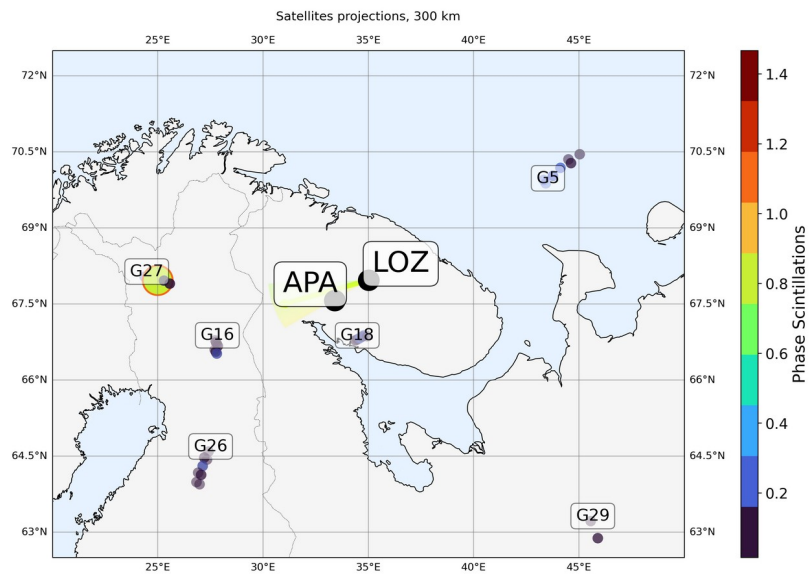 Satellites projections, 300 km
25°E 30°E 35°E 40°E 45°E
72°N 72°N
70.5°N 70.5°N
69°N 69°N
67.5°N 67.5°N
66°N 66°N
64.5°N 64.5°N
63°N 63°N
G5
G27
APA
LOZ
G16
G18
G26
G29
25°E 30°E 35°E 40°E 45°E
1.4
1.2
1.0
0.8
0.6
0.4
0.2
Phase Scintillations